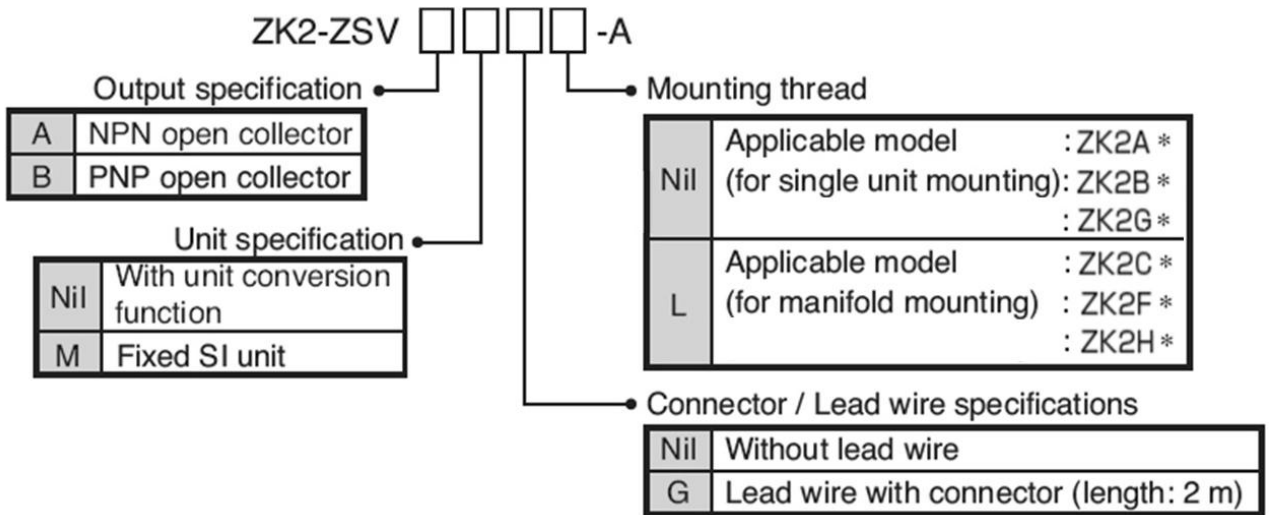 ZK2-ZSV □ □ □ □ -A
Output specification
A NPN open collector
B PNP open collector
Unit specification
Nil With unit conversion
function
M Fixed SI unit
Mounting thread
Nil Applicable model : ZK2A *
(for single unit mounting): ZK2B *
: ZK2G *
L Applicable model : ZK2C *
(for manifold mounting) : ZK2F *
: ZK2H *
Connector / Lead wire specifications
Nil Without lead wire
G Lead wire with connector (length: 2 m)